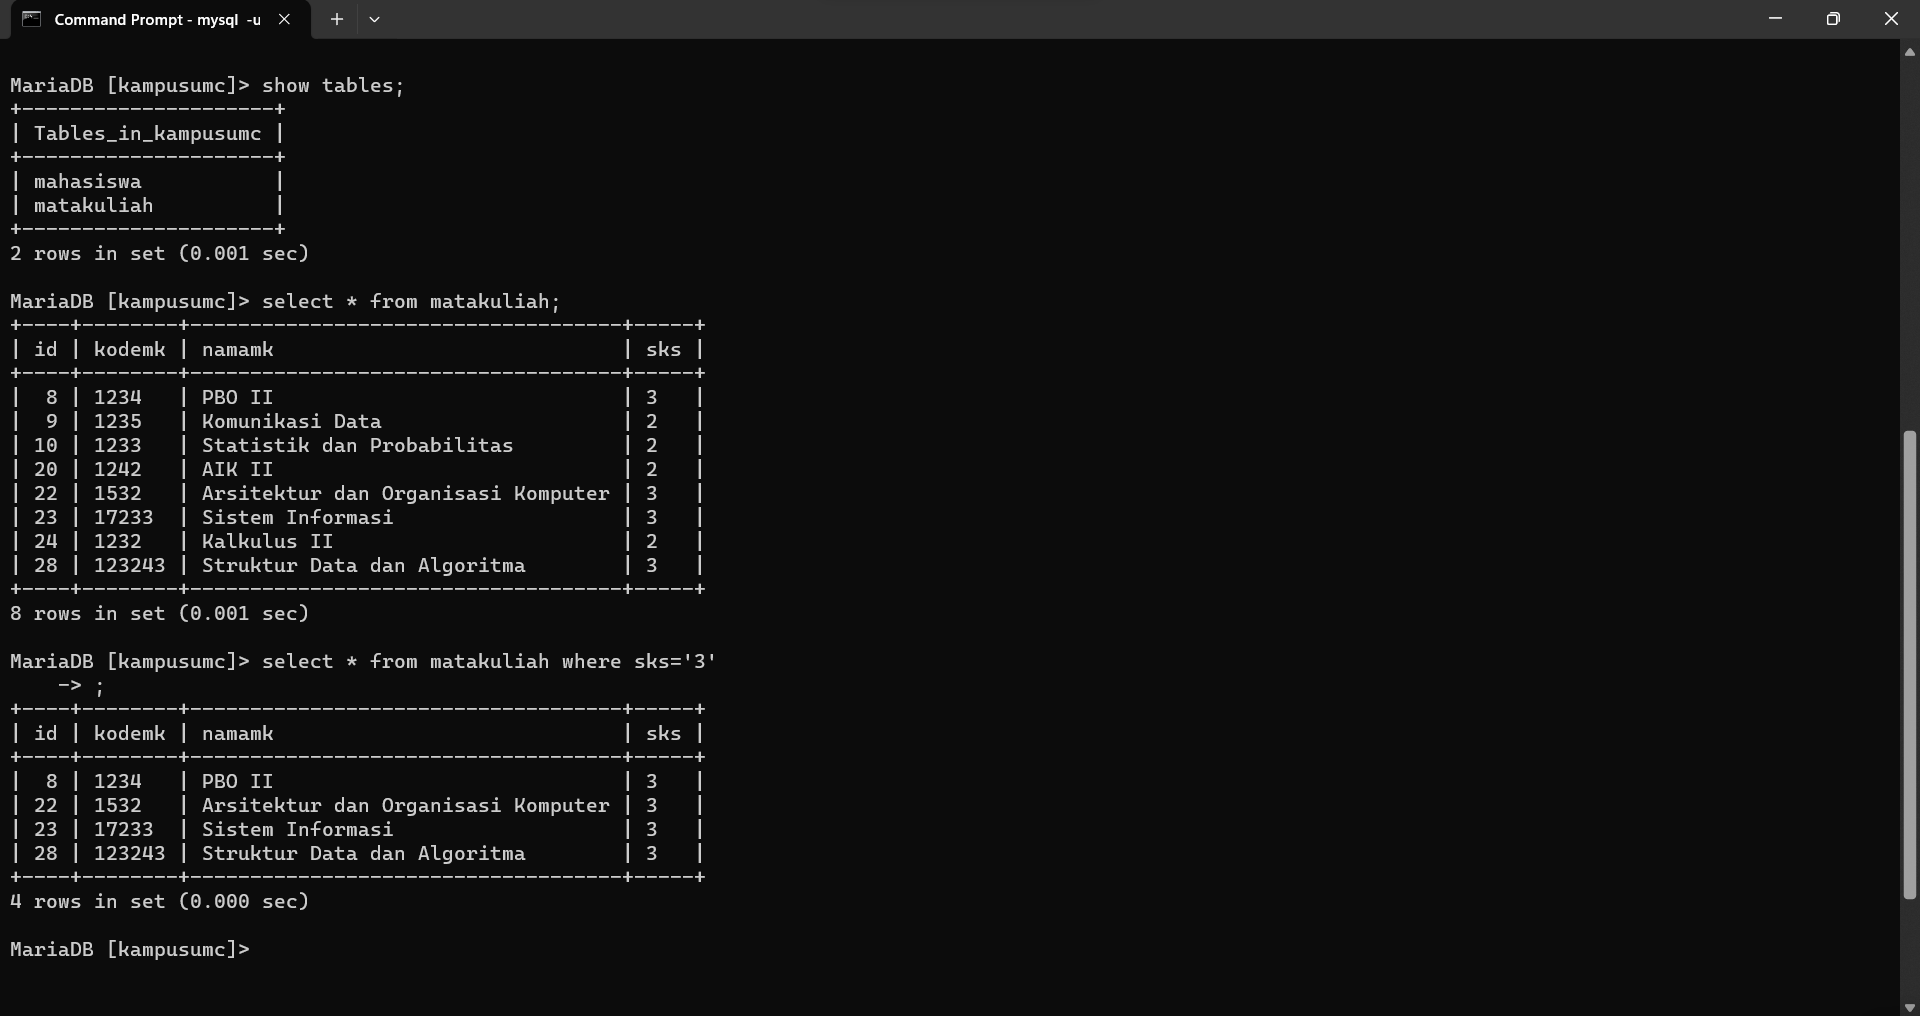 Command Prompt - mysql -u
MariaDB [kampusumc]> show tables;
+---------------------+
| Tables_in_kampusumc |
+---------------------+
| mahasiswa           |
| matakuliah          |
+---------------------+
2 rows in set (0.001 sec)
MariaDB [kampusumc]> select * from matakuliah;
+----+--------+------------------------------------+-----+
| id | kodemk | namamk                             | sks |
+----+--------+------------------------------------+-----+
|  8 | 1234   | PBO II                             | 3   |
|  9 | 1235   | Komunikasi Data                    | 2   |
| 10 | 1233   | Statistik dan Probabilitas         | 2   |
| 20 | 1242   | AIK II                             | 2   |
| 22 | 1532   | Arsitektur dan Organisasi Komputer | 3   |
| 23 | 17233  | Sistem Informasi                   | 3   |
| 24 | 1232   | Kalkulus II                        | 2   |
| 28 | 123243 | Struktur Data dan Algoritma        | 3   |
+----+--------+------------------------------------+-----+
8 rows in set (0.001 sec)
MariaDB [kampusumc]> select * from matakuliah where sks='3'
    -> ;
+----+--------+------------------------------------+-----+
| id | kodemk | namamk                             | sks |
+----+--------+------------------------------------+-----+
|  8 | 1234   | PBO II                             | 3   |
| 22 | 1532   | Arsitektur dan Organisasi Komputer | 3   |
| 23 | 17233  | Sistem Informasi                   | 3   |
| 28 | 123243 | Struktur Data dan Algoritma        | 3   |
+----+--------+------------------------------------+-----+
4 rows in set (0.000 sec)
MariaDB [kampusumc]>